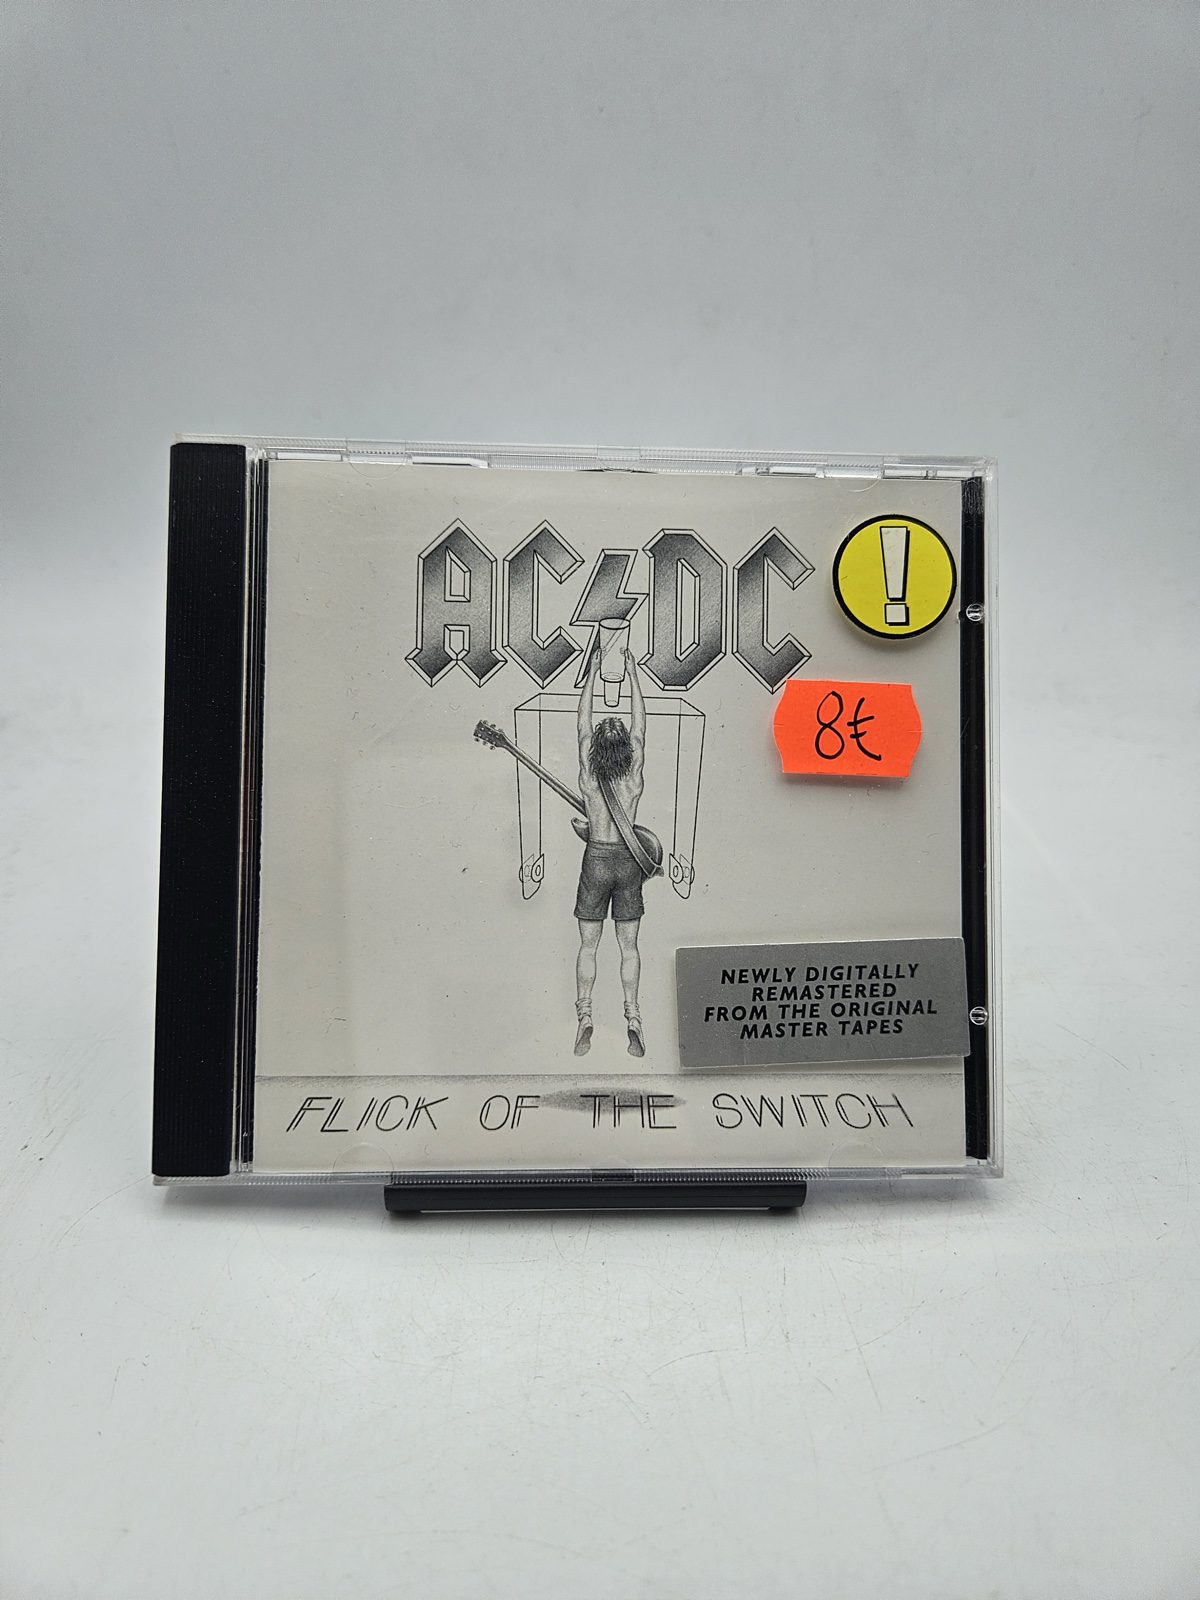 AC⚡DC
!
8€
NEWLY DIGITALLY
REMASTERED
FROM THE ORIGINAL
MASTER TAPES
FLICK OF THE SWITCH